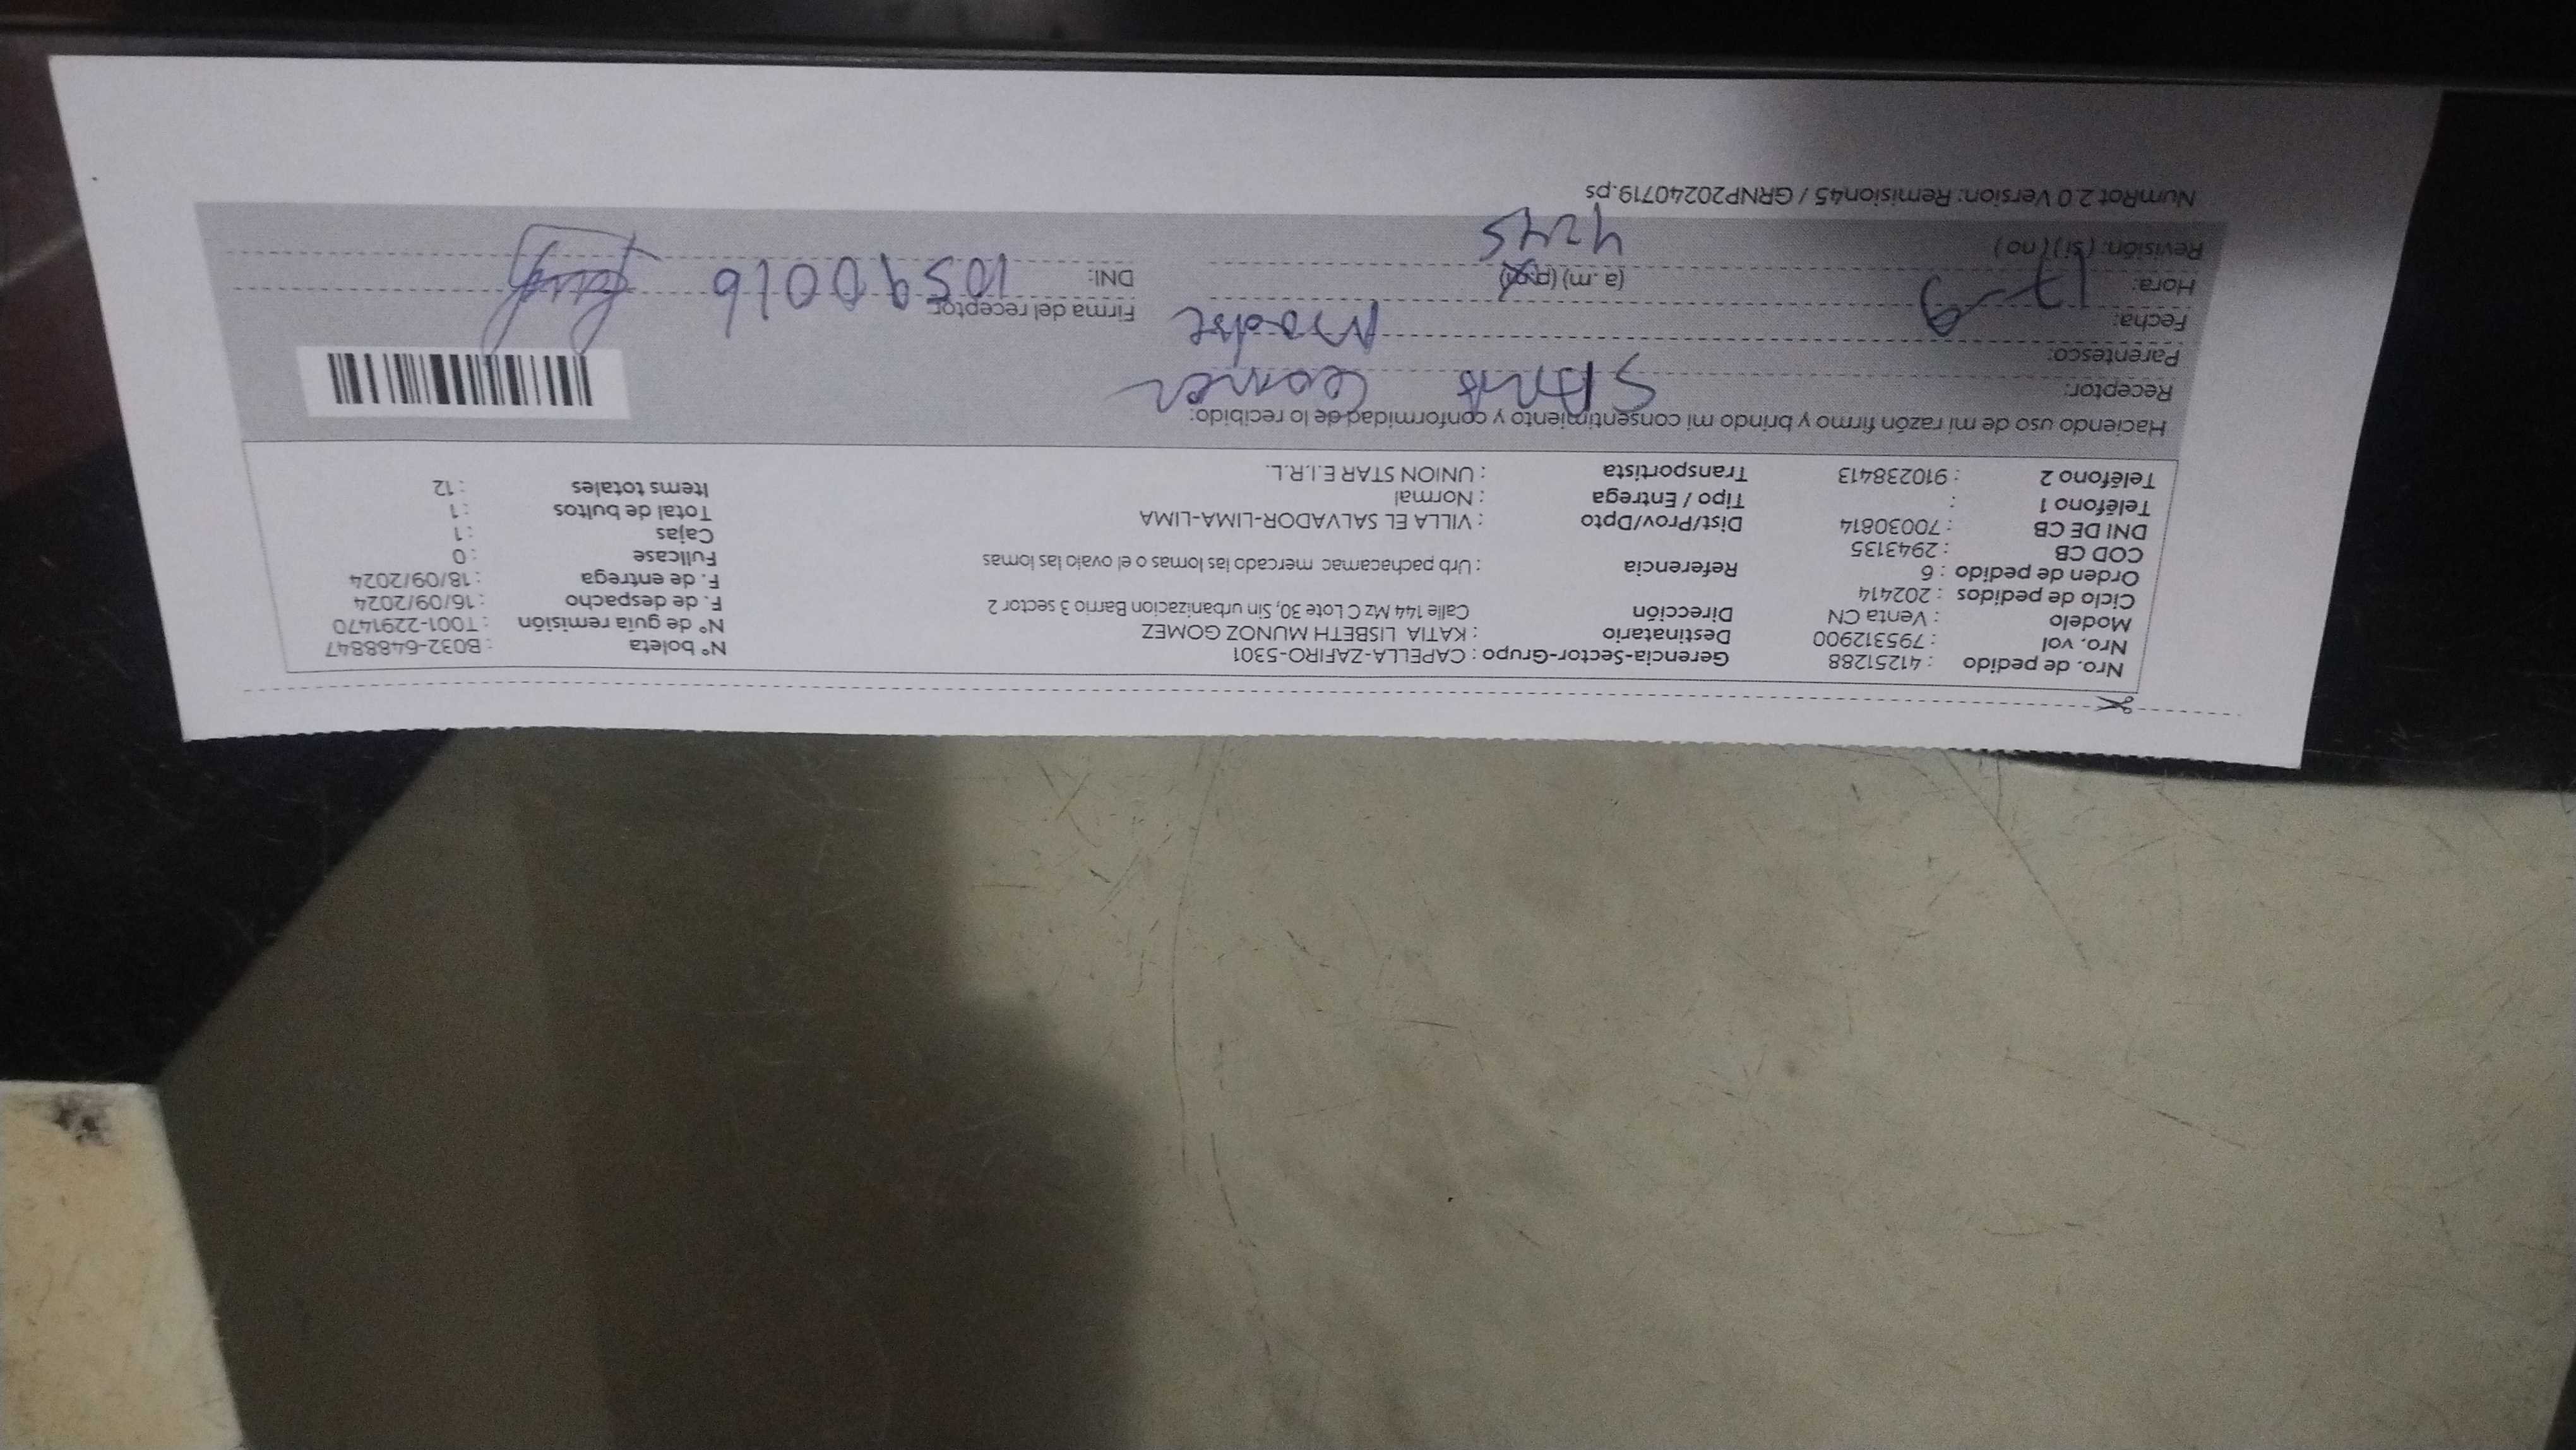 Nro. de pedido : 41251288 Gerencia-Sector-Grupo : CAPELLA-ZAFIRO-5301 N° boleta : B032-6488847
Nro. vol : 795312900 Destinatario : KATIA LISBETH MUNOZ GOMEZ N° de guía remisión : T001-2291470
Modelo : Venta CN Dirección Calle 144 Mz C Lote 30, Sin urbanizacion Barrio 3 sector 2 F. de despacho : 16/09/2024
Ciclo de pedidos : 202414 F. de entrega : 18/09/2024
Orden de pedido : 6 Referencia : Urb pachacamac mercado las lomas o el ovalo las lomas Fullcase : 0
COD CB : 2943135 Cajas : 1
DNI DE CB : 70030814 Dist/Prov/Dpto : VILLA EL SALVADOR-LIMA-LIMA Total de bultos : 1
Teléfono 1 : Tipo / Entrega : Normal Items totales : 12
Teléfono 2 : 910238413 Transportista : UNION STAR E.I.R.L.
Haciendo uso de mi razón firmo y brindo mi consentimiento y conformidad de lo recibido:
Receptor:
Parentesco: Madre
Fecha: 17-9 Firma del receptor:
Hora: (a.m) (p.m) DNI: 10590016
Revisión: ( si ) ( no )
NumRot 2.0 Version: Remision45 / GRNP20240719.ps